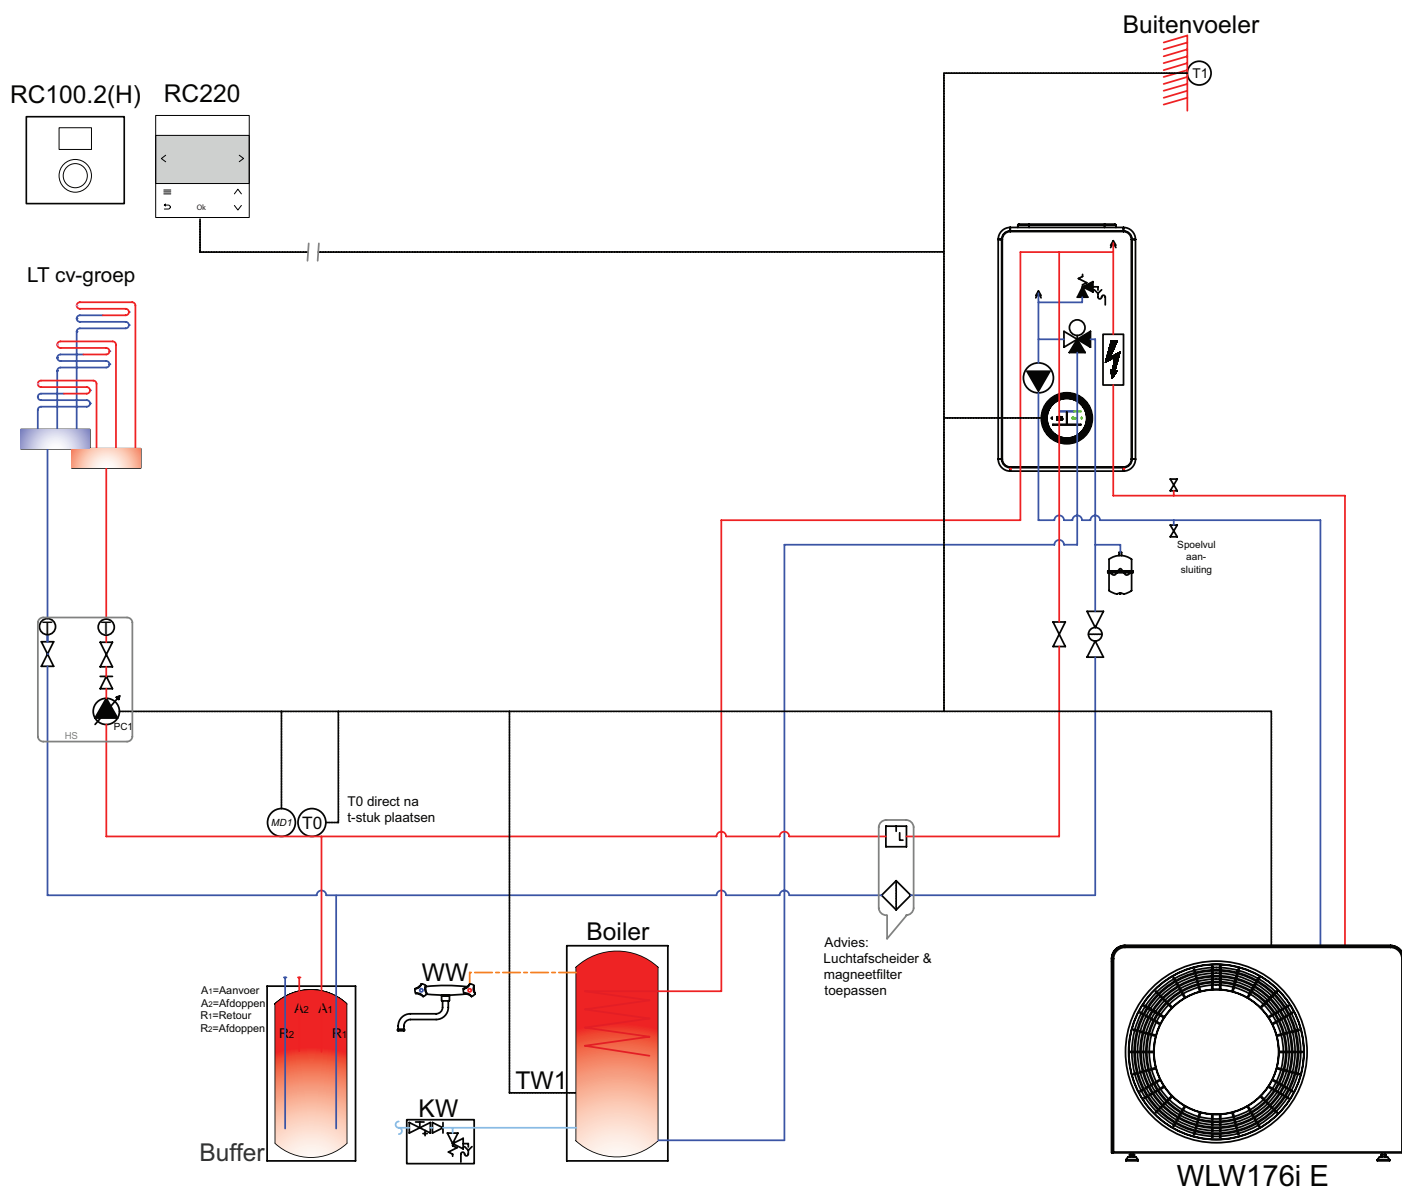 Buitenvoeler
T1
RC100.2(H)
RC220
Ok
LT cv-groep
Spoelvul
aan-
sluiting
T
T
PC1
HS
MD1
T0
T0 direct na
t-stuk plaatsen
L
Advies:
Luchtafscheider &
magneetfilter
toepassen
Boiler
WW
A1=Aanvoer
A2=Afdoppen
R1=Retour
R2=Afdoppen
A2
A1
R2
R1
TW1
KW
Buffer
WLW176i E